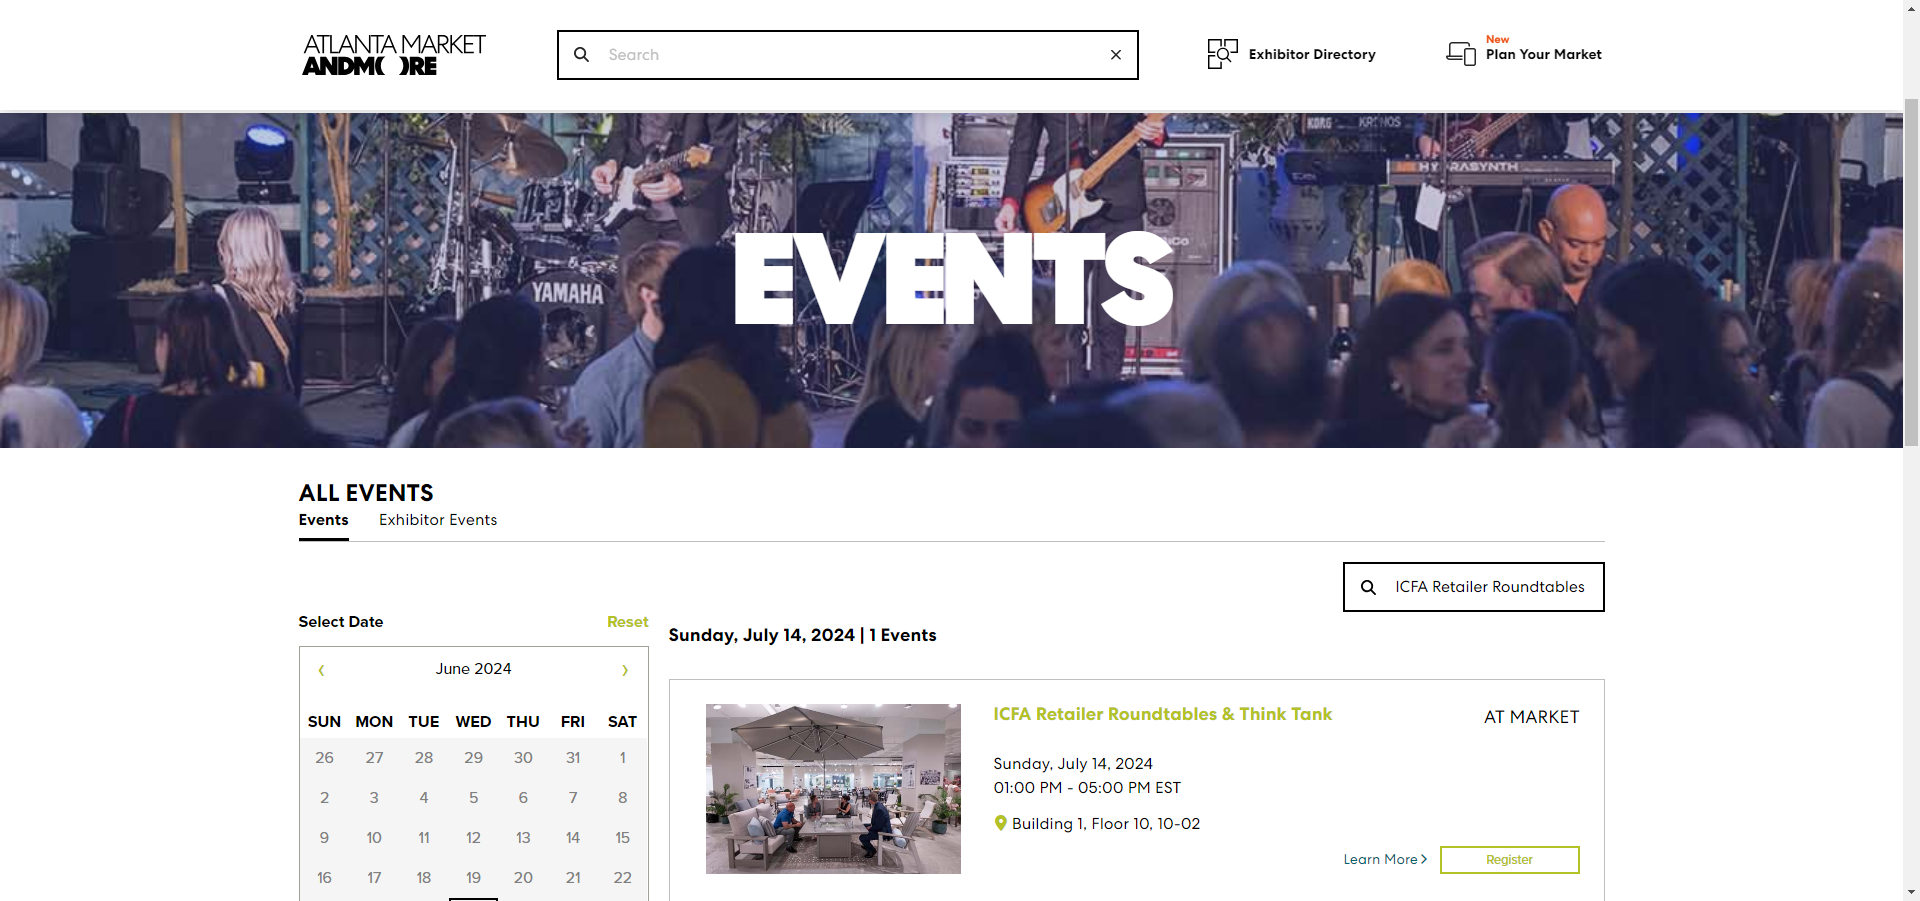 ATLANTA MARKET
ANDMORE
Search
Exhibitor Directory
New
Plan Your Market
KORG KRONOS
HYDRASYNTH
YAMAHA
EVENTS
ALL EVENTS
Events
Exhibitor Events
ICFA Retailer Roundtables
Select Date
Reset
Sunday, July 14, 2024 | 1 Events
June 2024
SUN MON TUE WED THU FRI SAT
26 27 28 29 30 31 1
2 3 4 5 6 7 8
9 10 11 12 13 14 15
16 17 18 19 20 21 22
ICFA Retailer Roundtables & Think Tank
AT MARKET
Sunday, July 14, 2024
01:00 PM - 05:00 PM EST
Building 1, Floor 10, 10-02
Learn More
Register